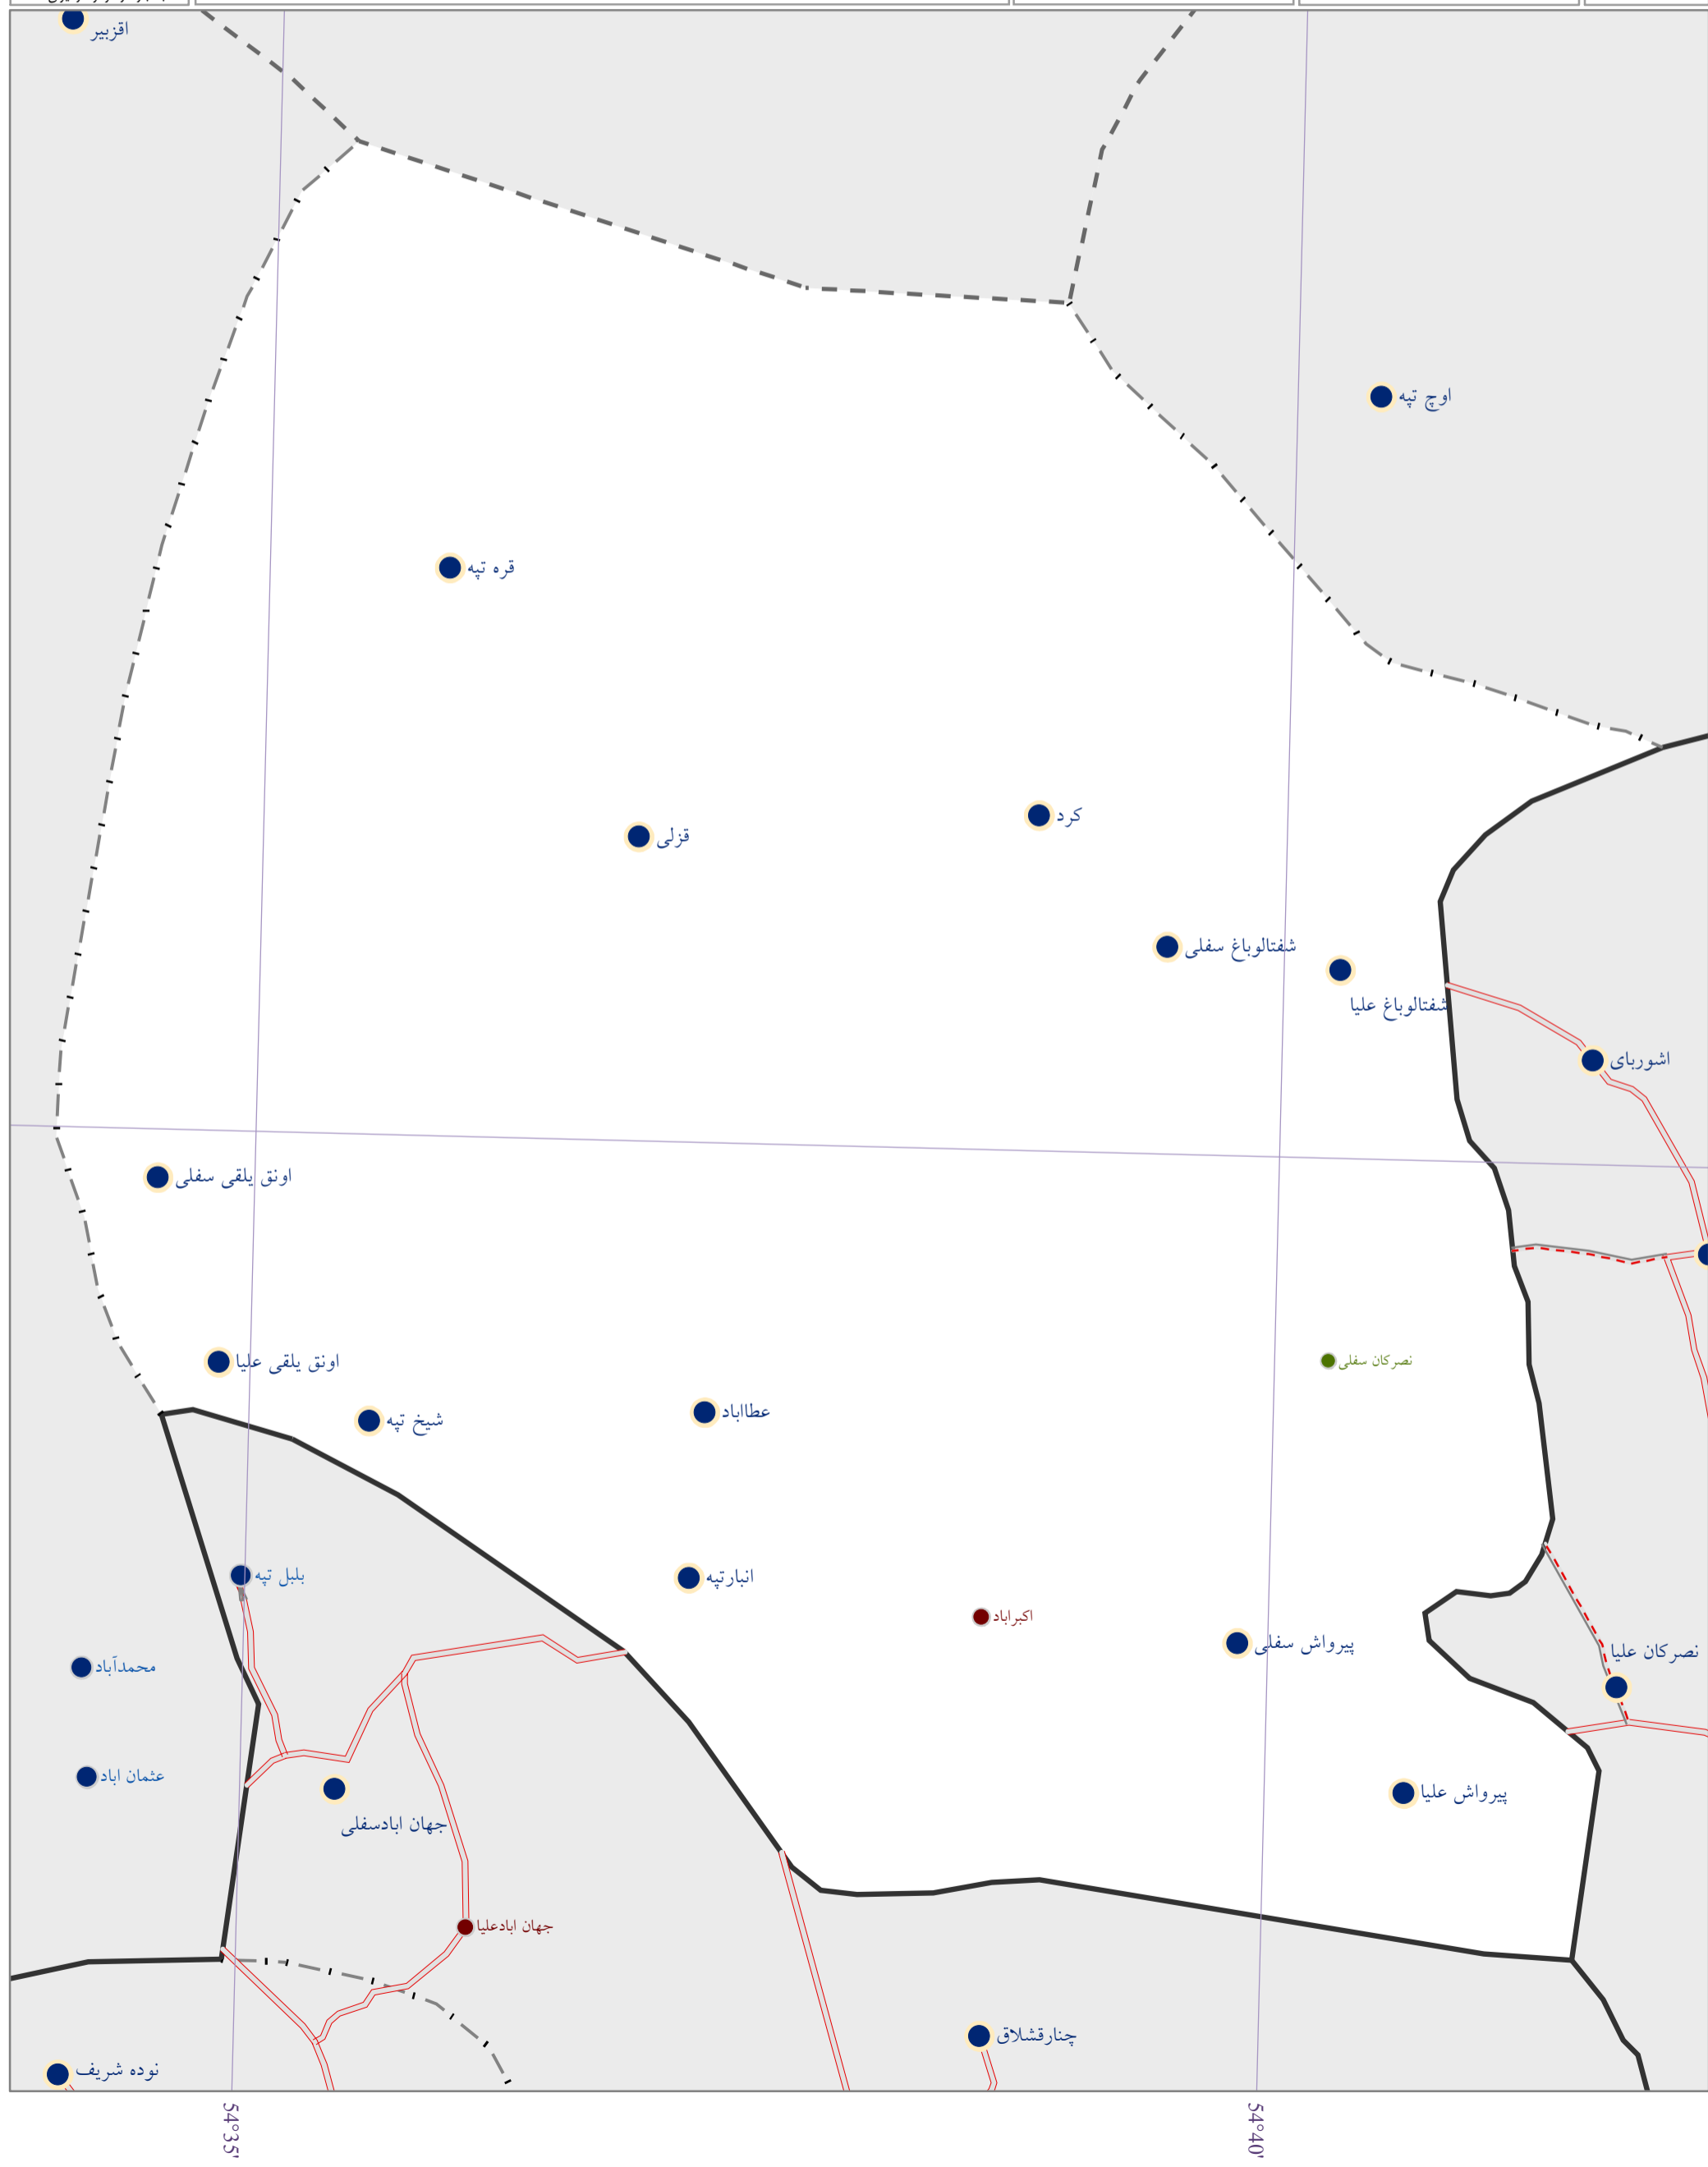 اقزبیر
اوچ تپه
قره تپه
کرد
قزلی
شفتالوباغ سفلی
شفتالوباغ علیا
اشوربای
اونق یلقی سفلی
اونق یلقی علیا
نصرکان سفلی
شیخ تپه
عطااباد
بلبل تپه
انبارتپه
اکبراباد
پیرواش سفلی
نصرکان علیا
محمدآباد
عثمان اباد
پیرواش علیا
جهان ابادسفلی
جهان ابادعلیا
چنارقشلاق
نوده شریف
54°35'
54°40'